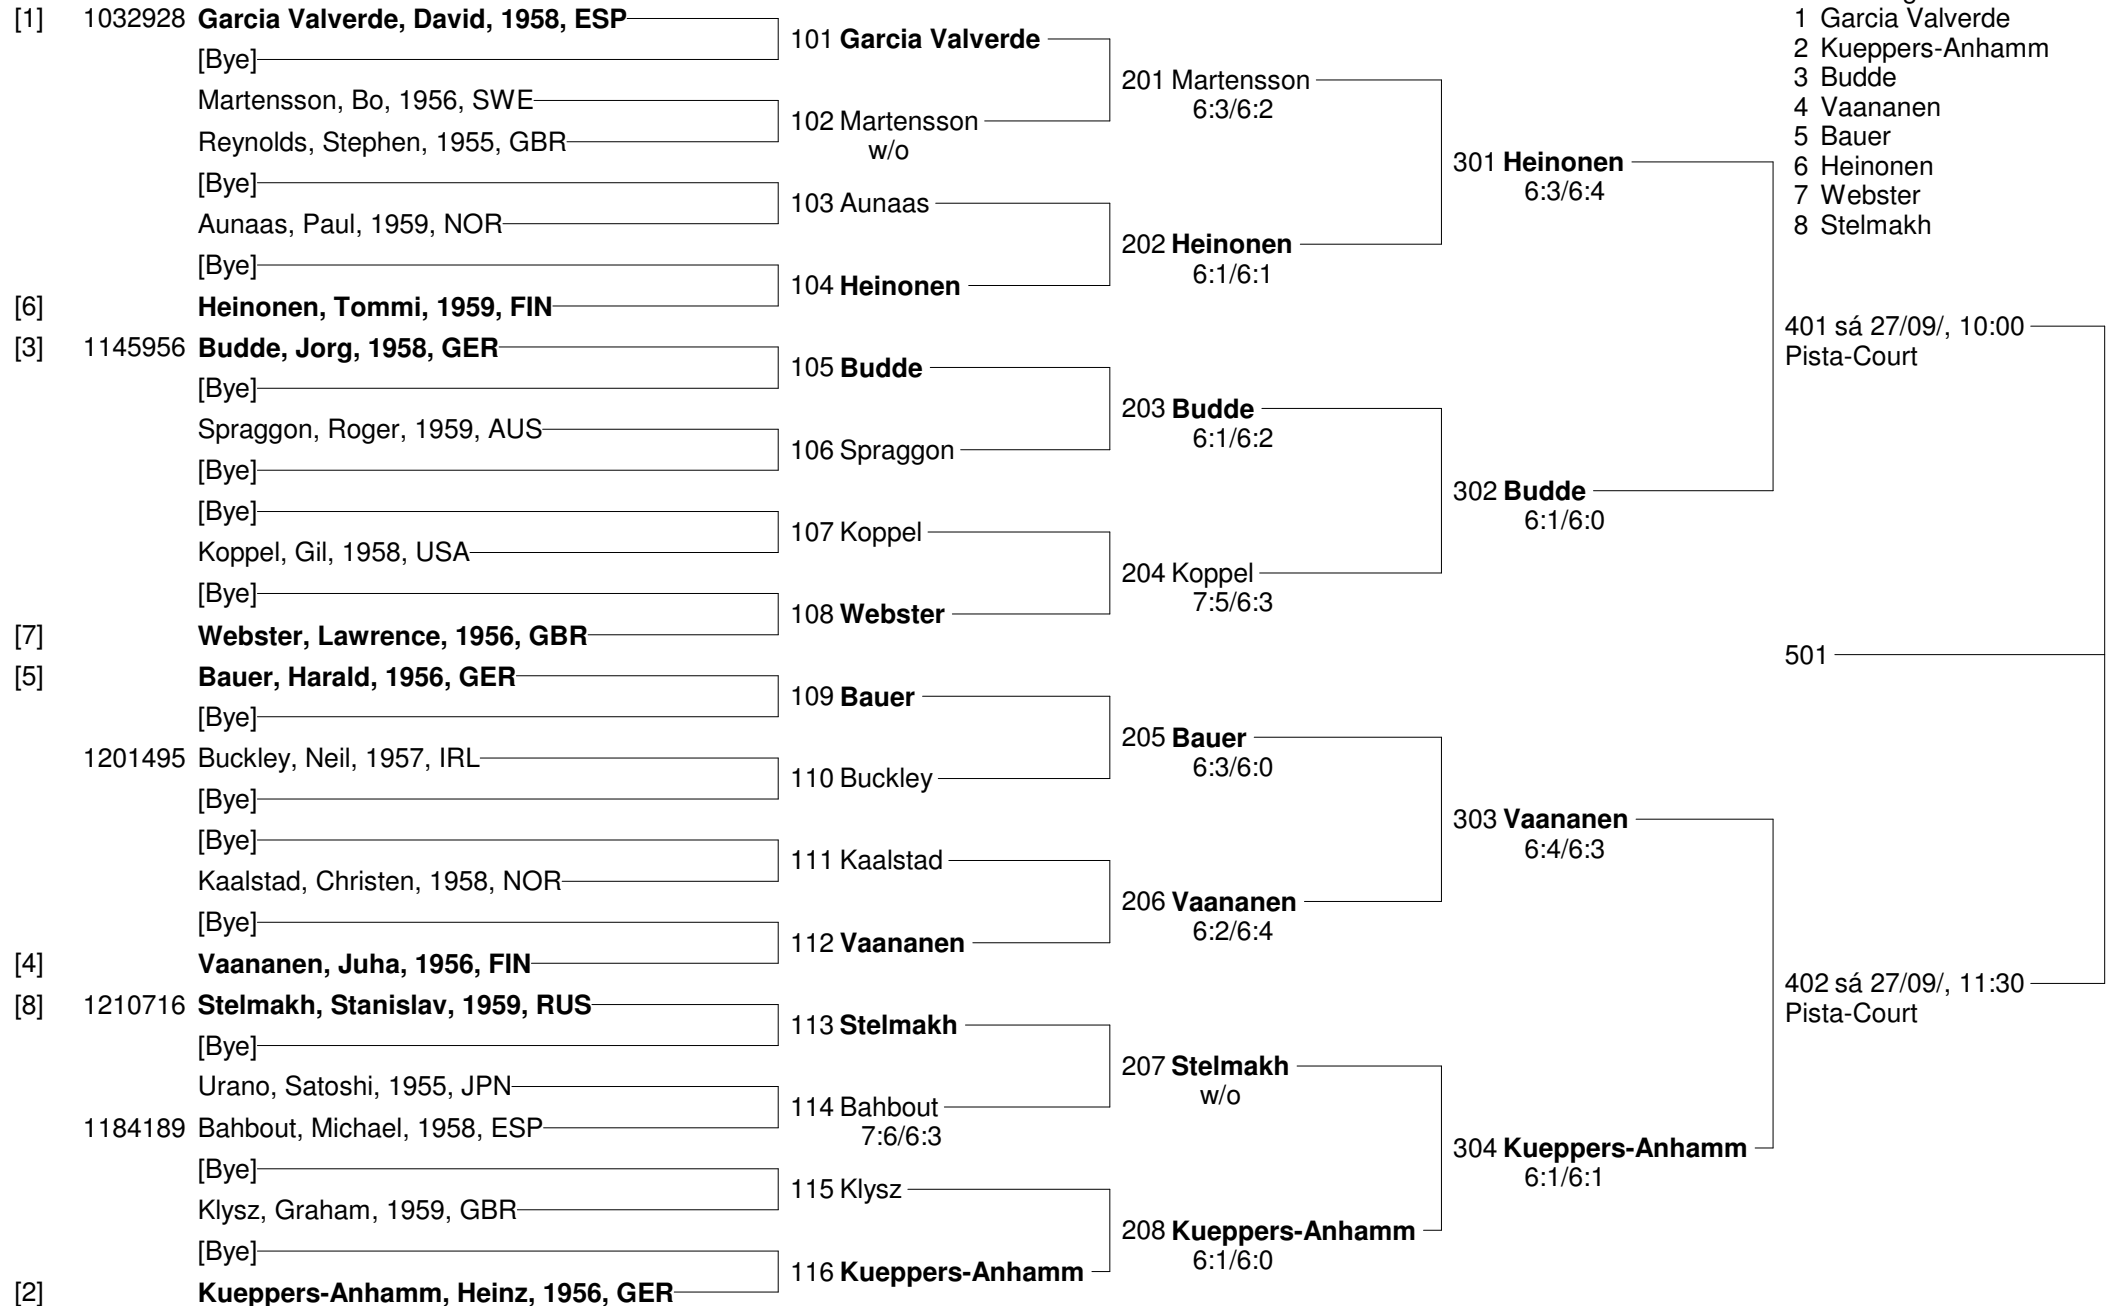 [1] 1032928 Garcia Valverde, David, 1958, ESP
[Bye]
Martensson, Bo, 1956, SWE
Reynolds, Stephen, 1955, GBR
[Bye]
Aunaas, Paul, 1959, NOR
[Bye]
[6] Heinonen, Tommi, 1959, FIN
[3] 1145956 Budde, Jorg, 1958, GER
[Bye]
Spraggon, Roger, 1959, AUS
[Bye]
[Bye]
Koppel, Gil, 1958, USA
[Bye]
[7] Webster, Lawrence, 1956, GBR
[5] Bauer, Harald, 1956, GER
[Bye]
1201495 Buckley, Neil, 1957, IRL
[Bye]
[Bye]
Kaalstad, Christen, 1958, NOR
[Bye]
[4] Vaananen, Juha, 1956, FIN
[8] 1210716 Stelmakh, Stanislav, 1959, RUS
[Bye]
Urano, Satoshi, 1955, JPN
1184189 Bahbout, Michael, 1958, ESP
[Bye]
Klysz, Graham, 1959, GBR
[Bye]
[2] Kueppers-Anhamm, Heinz, 1956, GER
101 Garcia Valverde
102 Martensson
w/o
103 Aunaas
104 Heinonen
105 Budde
106 Spraggon
107 Koppel
108 Webster
109 Bauer
110 Buckley
111 Kaalstad
112 Vaananen
113 Stelmakh
114 Bahbout
7:6/6:3
115 Klysz
116 Kueppers-Anhamm
201 Martensson
6:3/6:2
202 Heinonen
6:1/6:1
203 Budde
6:1/6:2
204 Koppel
7:5/6:3
205 Bauer
6:3/6:0
206 Vaananen
6:2/6:4
207 Stelmakh
w/o
208 Kueppers-Anhamm
6:1/6:0
301 Heinonen
6:3/6:4
302 Budde
6:1/6:0
303 Vaananen
6:4/6:3
304 Kueppers-Anhamm
6:1/6:1
1 Garcia Valverde
2 Kueppers-Anhamm
3 Budde
4 Vaananen
5 Bauer
6 Heinonen
7 Webster
8 Stelmakh
401 sá 27/09/, 10:00
Pista-Court
501
402 sá 27/09/, 11:30
Pista-Court